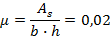 μ = A_s / (b · h) = 0,02